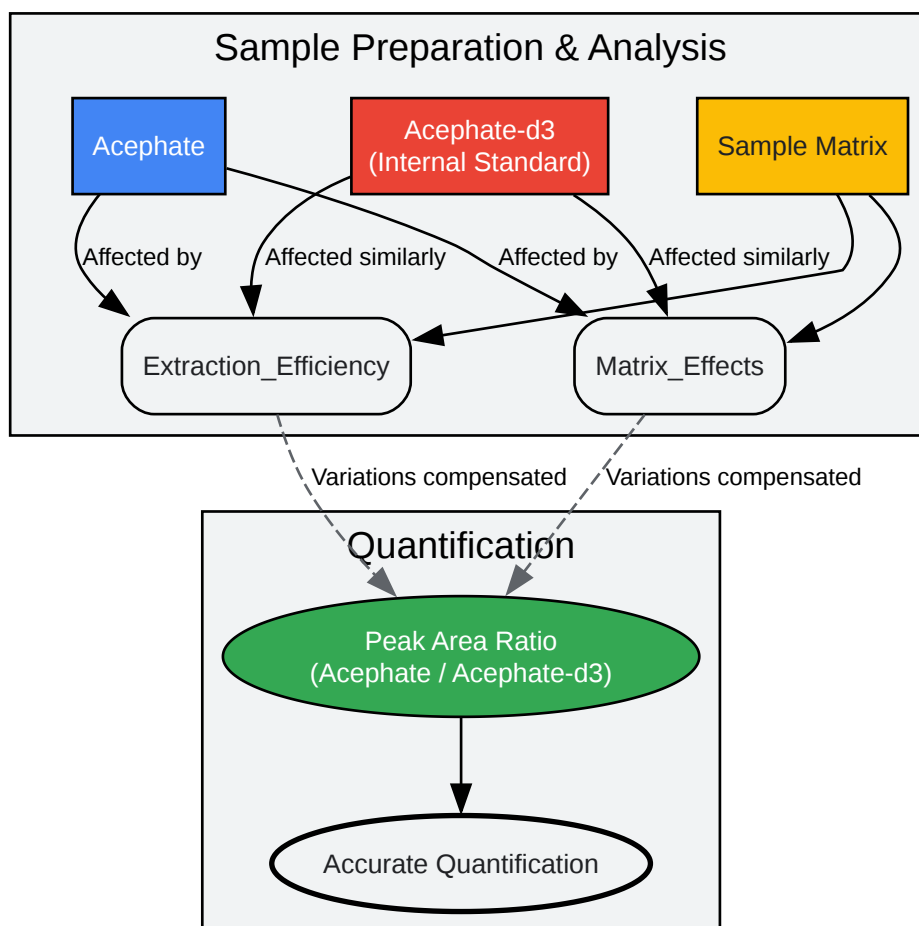 Sample Preparation & Analysis
Acephate
Acephate-d3
(Internal Standard)
Sample Matrix
Affected by
Affected similarly
Affected by
Affected similarly
Extraction_Efficiency
Matrix_Effects
Variations compensated
Variations compensated
Quantification
Peak Area Ratio
(Acephate / Acephate-d3)
Accurate Quantification